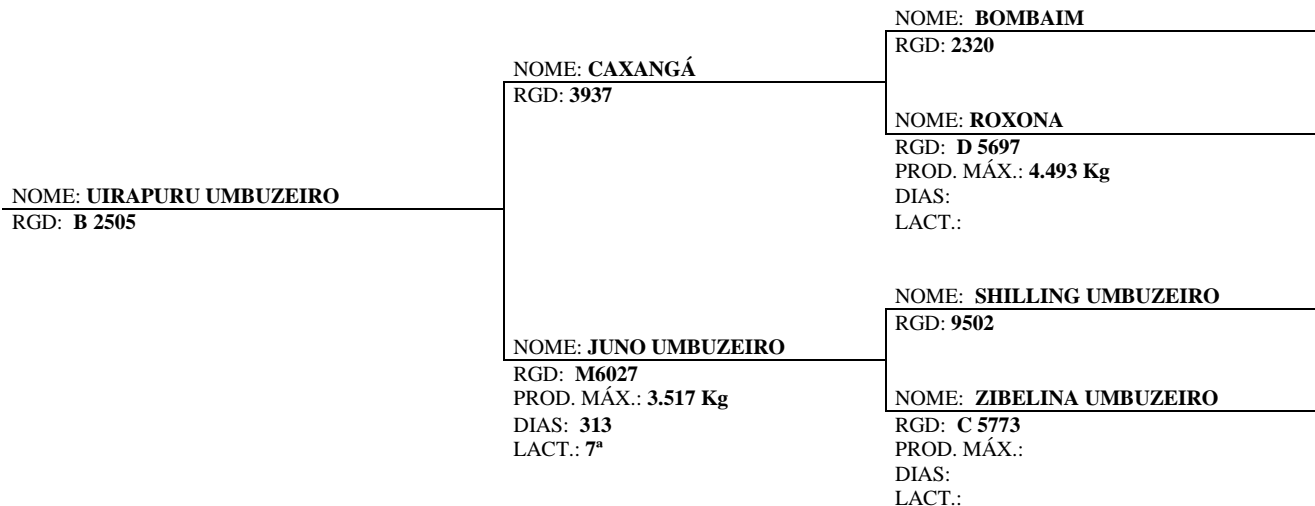 NOME: BOMBAIM
RGD: 2320
NOME: CAXANGÁ
RGD: 3937
NOME: ROXONA
RGD: D 5697
PROD. MÁX.: 4.493 Kg
DIAS:
LACT.:
NOME: UIRAPURU UMBUZEIRO
RGD: B 2505
NOME: SHILLING UMBUZEIRO
RGD: 9502
NOME: JUNO UMBUZEIRO
RGD: M6027
PROD. MÁX.: 3.517 Kg
DIAS: 313
LACT.: 7ª
NOME: ZIBELINA UMBUZEIRO
RGD: C 5773
PROD. MÁX.:
DIAS:
LACT.: